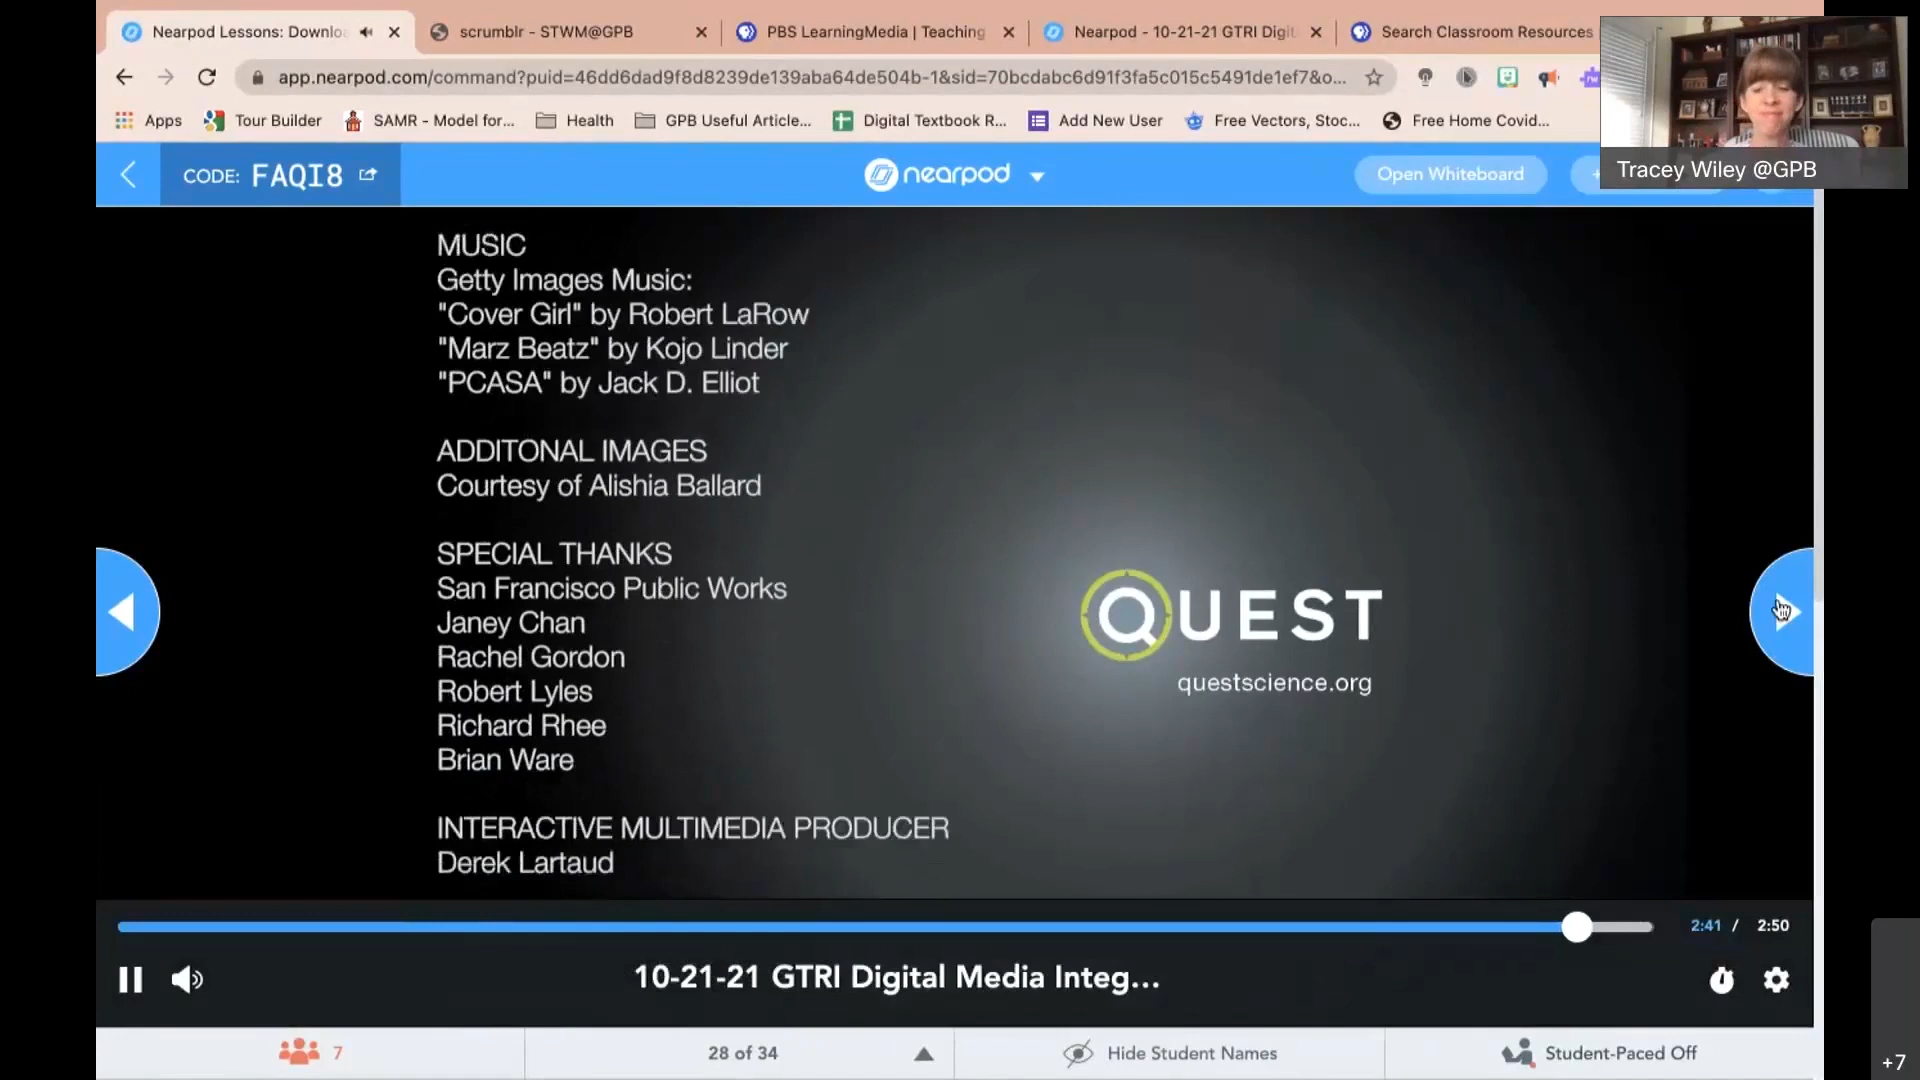 Nearpod Lessons: Downlo
scrumblr - STWM@GPB
PBS LearningMedia | Teaching
Nearpod - 10-21-21 GTRI Digit
Search Classroom Resources
app.nearpod.com/command?puid=46dd6dad9f8d8239de139aba64de504b-1&sid=70bcdabc6d91f3fa5c015c5491de1ef7&o...
Apps
Tour Builder
SAMR - Model for...
Health
GPB Useful Article...
Digital Textbook R...
Add New User
Free Vectors, Stoc...
Free Home Covid...
Tracey Wiley @GPB
CODE: FAQI8
nearpod
Open Whiteboard
MUSIC
Getty Images Music:
"Cover Girl" by Robert LaRow
"Marz Beatz" by Kojo Linder
"PCASA" by Jack D. Elliot
ADDITONAL IMAGES
Courtesy of Alishia Ballard
SPECIAL THANKS
San Francisco Public Works
Janey Chan
Rachel Gordon
Robert Lyles
Richard Rhee
Brian Ware
INTERACTIVE MULTIMEDIA PRODUCER
Derek Lartaud
QUEST
questscience.org
2:41 / 2:50
10-21-21 GTRI Digital Media Integ...
7
28 of 34
Hide Student Names
Student-Paced Off
+7